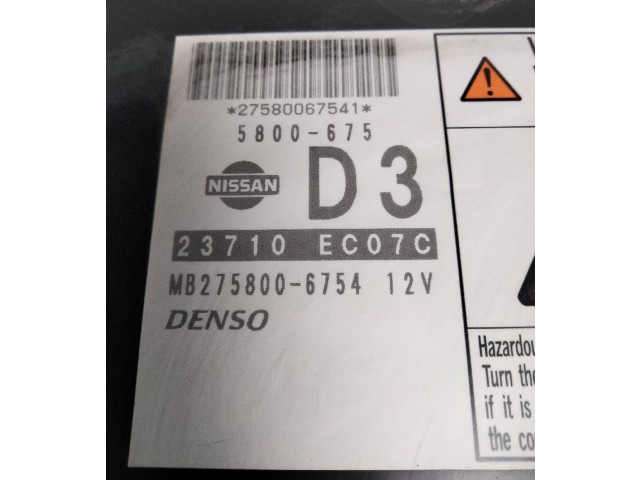 *27580067541*
5800-675
NISSAN D3
23710 EC07C
MB275800-6754 12V
DENSO
!
Hazardou
Turn the
if it is
the co